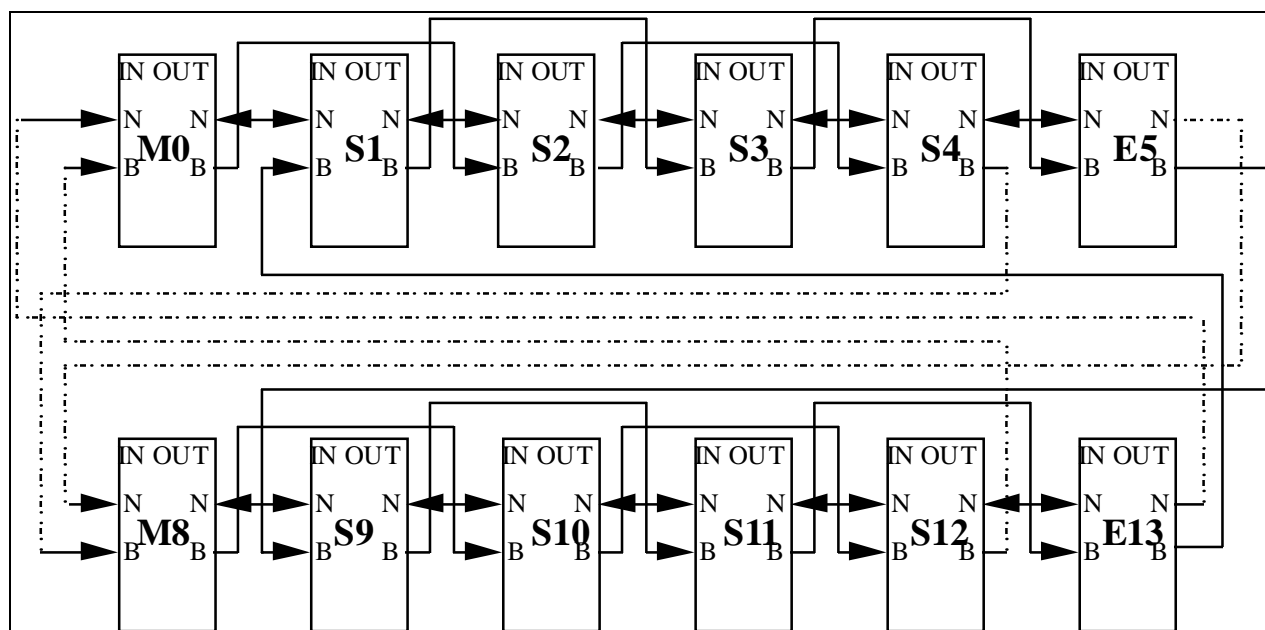 IN OUT IN OUT IN OUT IN OUT IN OUT IN OUT
N N N N N N N N N N N N
M0 S1 S2 S3 S4 E5
B B B B B B B B B B B B
IN OUT IN OUT IN OUT IN OUT IN OUT IN OUT
N N N N N N N N N N N N
M8 S9 S10 S11 S12 E13
B B B B B B B B B B B B